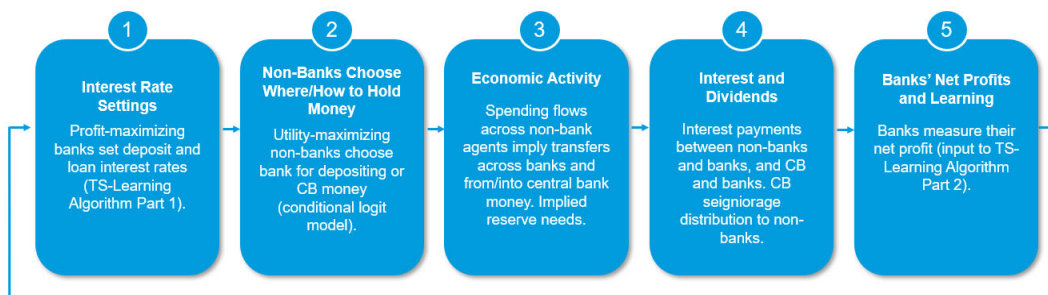 1
Interest Rate
Settings
Profit-maximizing
banks set deposit and
loan interest rates
(TS-Learning
Algorithm Part 1).
2
Non-Banks Choose
Where/How to Hold
Money
Utility-maximizing
non-banks choose
bank for depositing or
CB money
(conditional logit
model).
3
Economic Activity
Spending flows
across non-bank
agents imply transfers
across banks and
from/into central bank
money. Implied
reserve needs.
4
Interest and
Dividends
Interest payments
between non-banks
and banks, and CB
and banks. CB
seigniorage
distribution to non-
banks.
5
Banks' Net Profits
and Learning
Banks measure their
net profit (input to TS-
Learning Algorithm
Part 2).